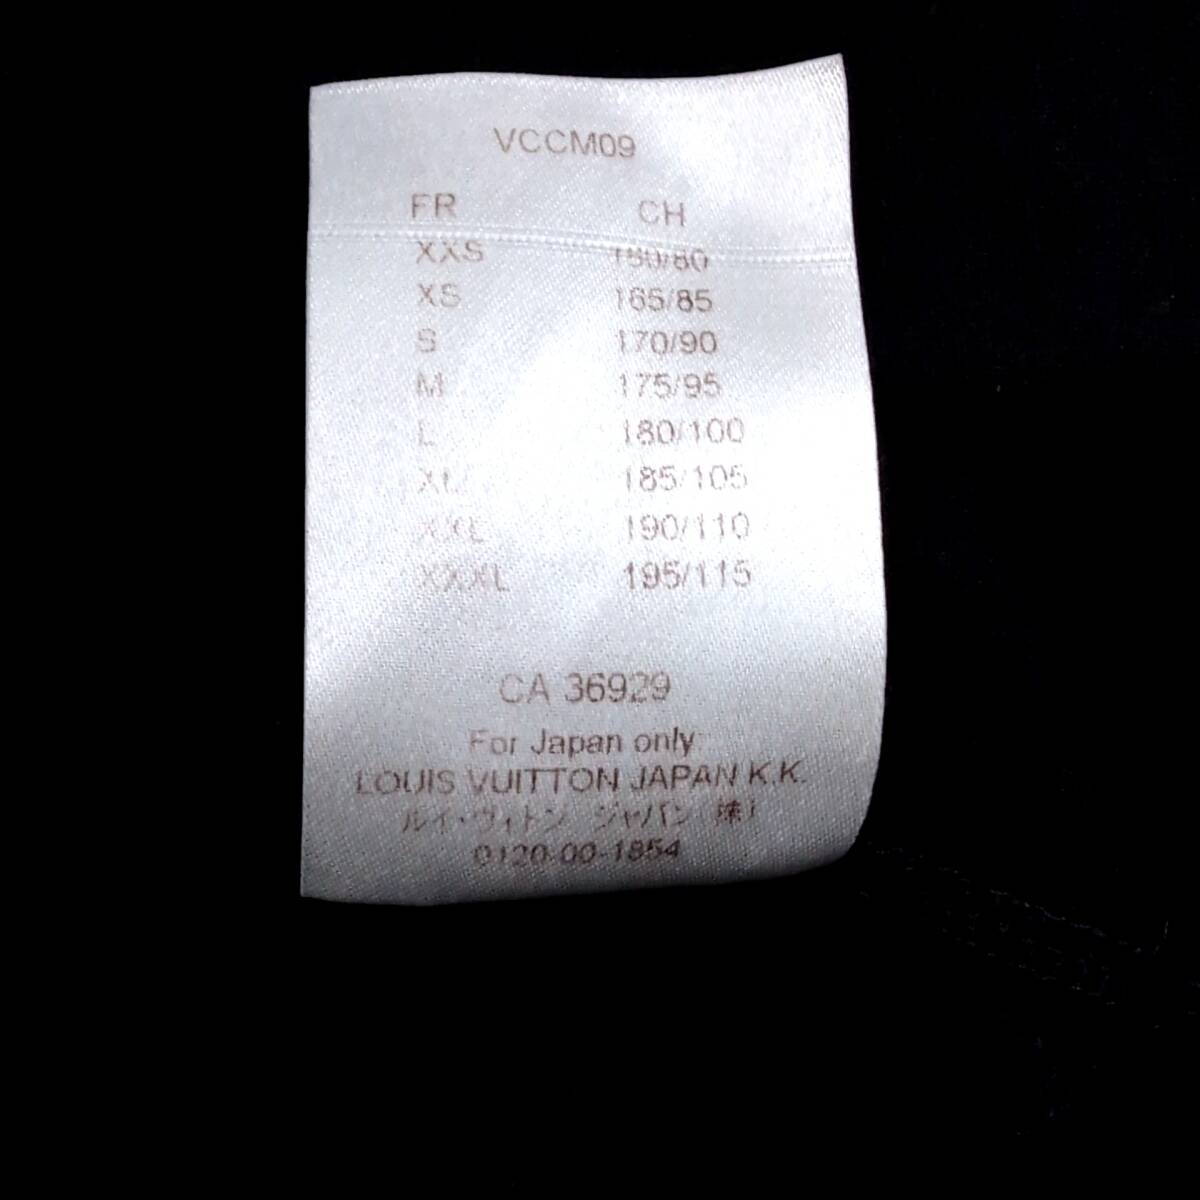 VCCM09
FR CH
XXS 160/80
XS 165/85
S 170/90
M 175/95
L 180/100
XL 185/105
XXL 190/110
XXXL 195/115
CA 36929
For Japan only:
LOUIS VUITTON JAPAN K.K.
ルイ・ヴィトン ジャパン (株)
0120-00-1854